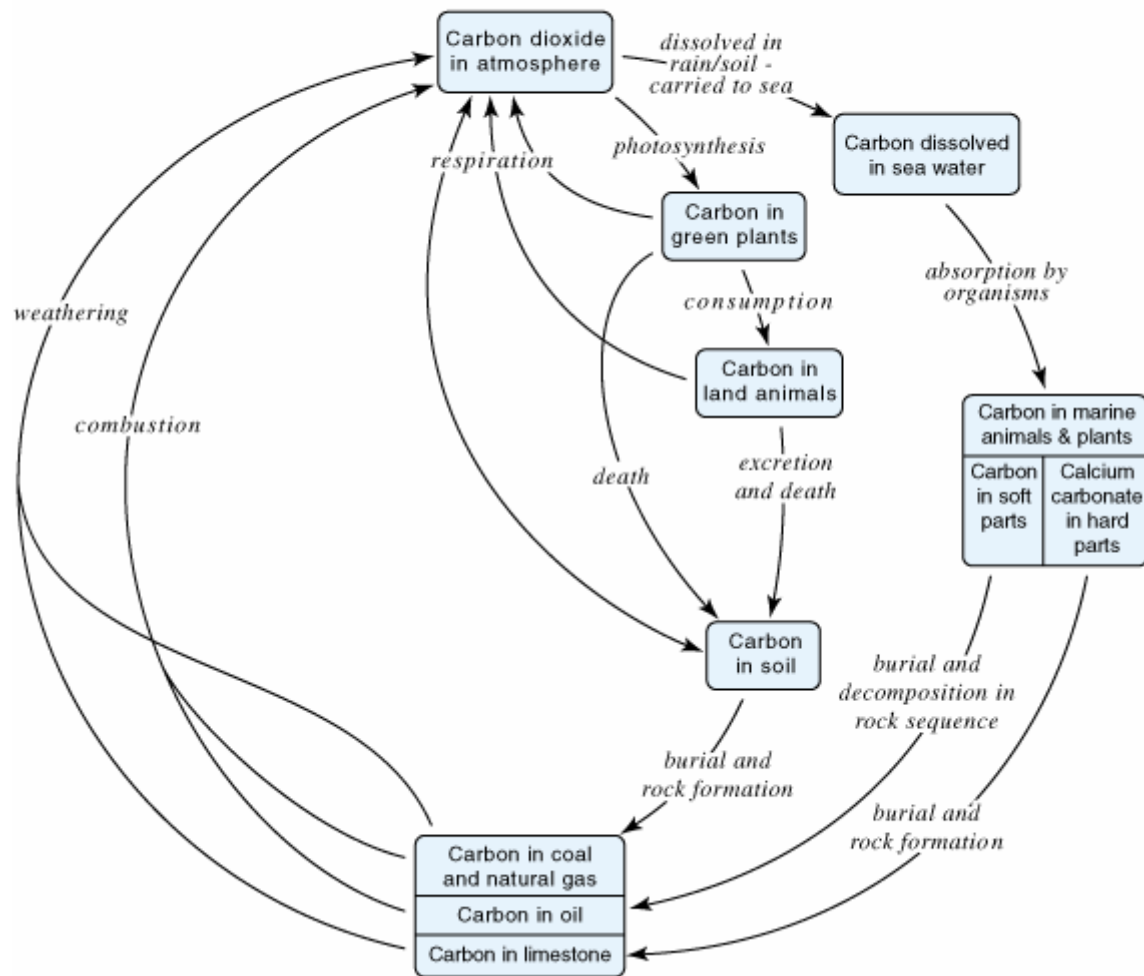 Carbon dioxide
in atmosphere
dissolved in
rain/soil -
carried to sea
Carbon dissolved
in sea water
respiration
photosynthesis
Carbon in
green plants
absorption by
organisms
weathering
consumption
Carbon in
land animals
combustion
Carbon in marine
animals & plants
Carbon
in soft
parts
Calcium
carbonate
in hard
parts
death
excretion
and death
Carbon
in soil
burial and
decomposition in
rock sequence
burial and
rock formation
burial and
rock formation
Carbon in coal
and natural gas
Carbon in oil
Carbon in limestone